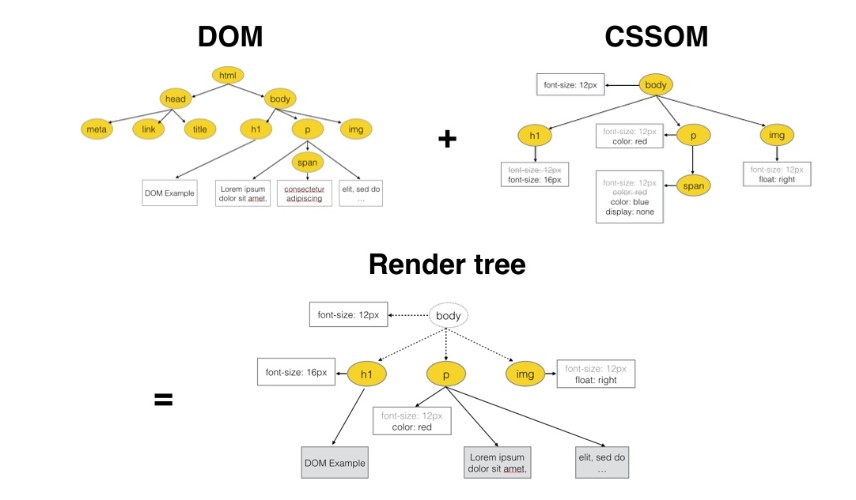 DOM
html
head
body
meta
link
title
h1
p
img
span
DOM Example
Lorem ipsum
dolor sit amet,
consectetur
adipiscing
elit, sed do
...
+
CSSOM
font-size: 12px
body
h1
font-size: 12px
color: red
p
img
font-size: 12px
font-size: 16px
font-size: 12px
color: red
color: blue
display: none
span
font-size: 12px
float: right
Render tree
=
font-size: 12px
body
font-size: 16px
h1
p
img
font-size: 12px
float: right
font-size: 12px
color: red
DOM Example
Lorem ipsum
dolor sit amet,
elit, sed do
...